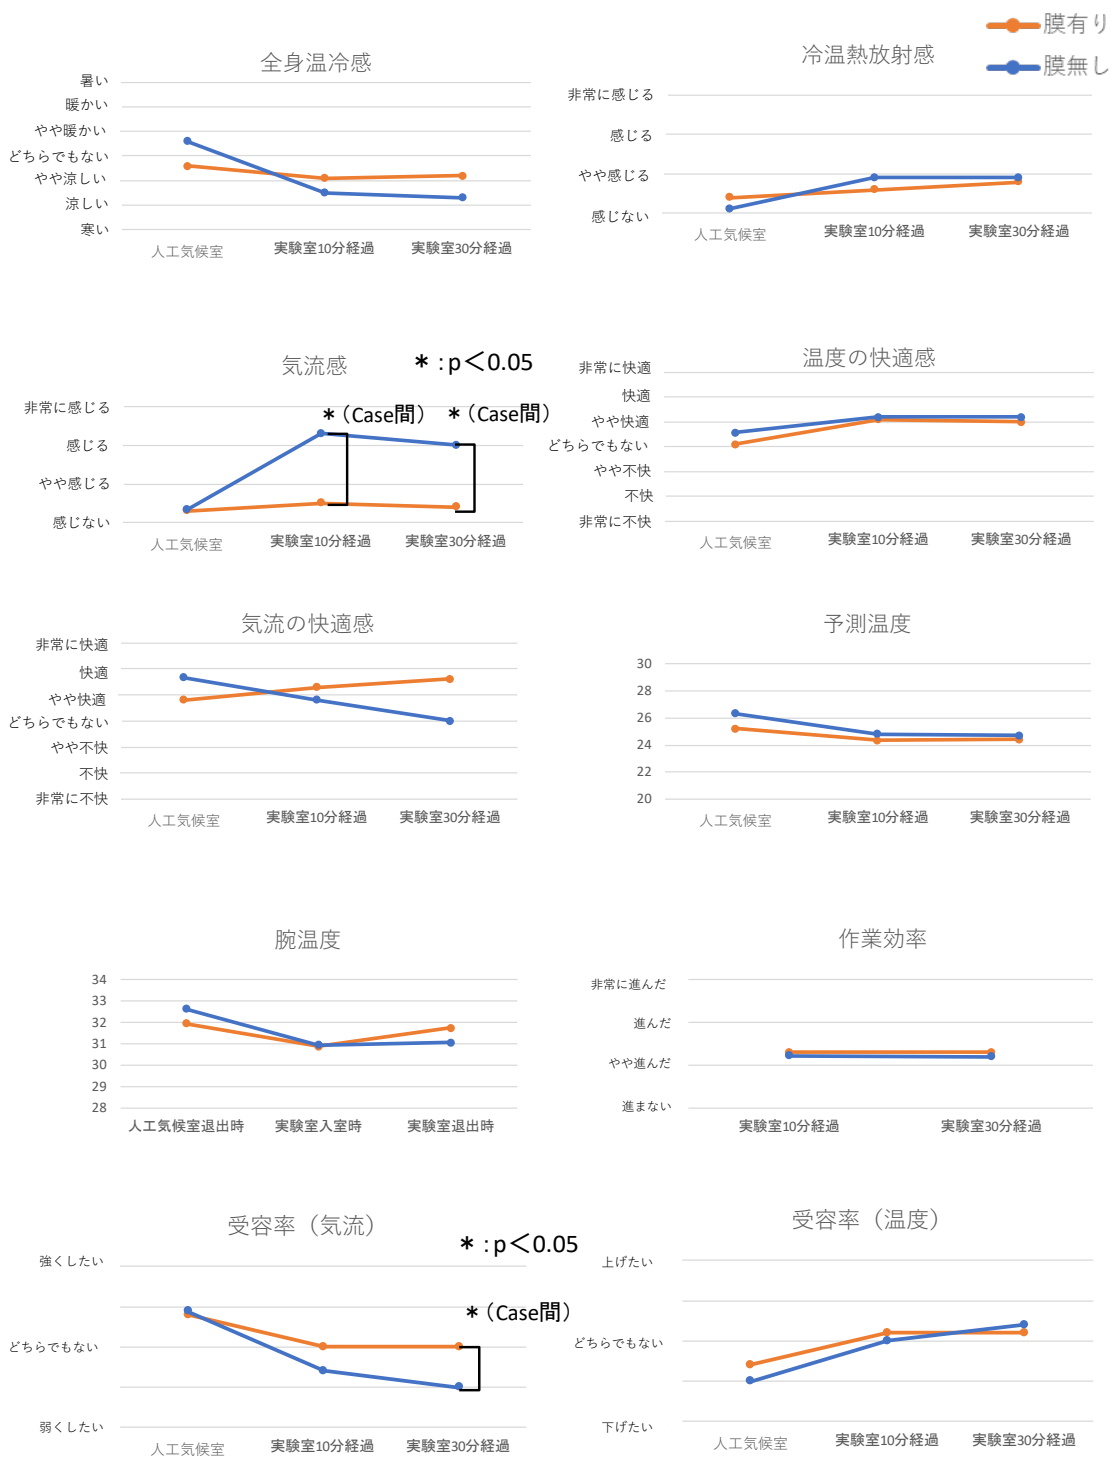 膜有り
膜無し
全身温冷感
暑い
暖かい
やや暖かい
どちらでもない
やや涼しい
涼しい
寒い
人工気候室
実験室10分経過
実験室30分経過
冷温熱放射感
非常に感じる
感じる
やや感じる
感じない
人工気候室
実験室10分経過
実験室30分経過
気流感
*：p＜0.05
*（Case間）
*（Case間）
非常に感じる
感じる
やや感じる
感じない
人工気候室
実験室10分経過
実験室30分経過
温度の快適感
非常に快適
快適
やや快適
どちらでもない
やや不快
不快
非常に不快
人工気候室
実験室10分経過
実験室30分経過
気流の快適感
非常に快適
快適
やや快適
どちらでもない
やや不快
不快
非常に不快
人工気候室
実験室10分経過
実験室30分経過
予測温度
30
28
26
24
22
20
人工気候室
実験室10分経過
実験室30分経過
腕温度
34
33
32
31
30
29
28
人工気候室退出時
実験室入室時
実験室退出時
作業効率
非常に進んだ
進んだ
やや進んだ
進まない
実験室10分経過
実験室30分経過
受容率（気流）
*：p＜0.05
*（Case間）
強くしたい
どちらでもない
弱くしたい
人工気候室
実験室10分経過
実験室30分経過
受容率（温度）
上げたい
どちらでもない
下げたい
人工気候室
実験室10分経過
実験室30分経過